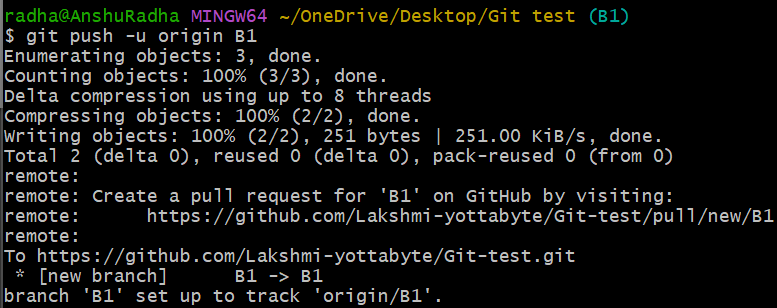 radha@AnshuRadha MINGW64 ~/OneDrive/Desktop/Git test (B1)
$ git push -u origin B1
Enumerating objects: 3, done.
Counting objects: 100% (3/3), done.
Delta compression using up to 8 threads
Compressing objects: 100% (2/2), done.
Writing objects: 100% (2/2), 251 bytes | 251.00 KiB/s, done.
Total 2 (delta 0), reused 0 (delta 0), pack-reused 0 (from 0)
remote:
remote: Create a pull request for 'B1' on GitHub by visiting:
remote:      https://github.com/Lakshmi-yottabyte/Git-test/pull/new/B1
remote:
To https://github.com/Lakshmi-yottabyte/Git-test.git
 * [new branch]      B1 -> B1
branch 'B1' set up to track 'origin/B1'.